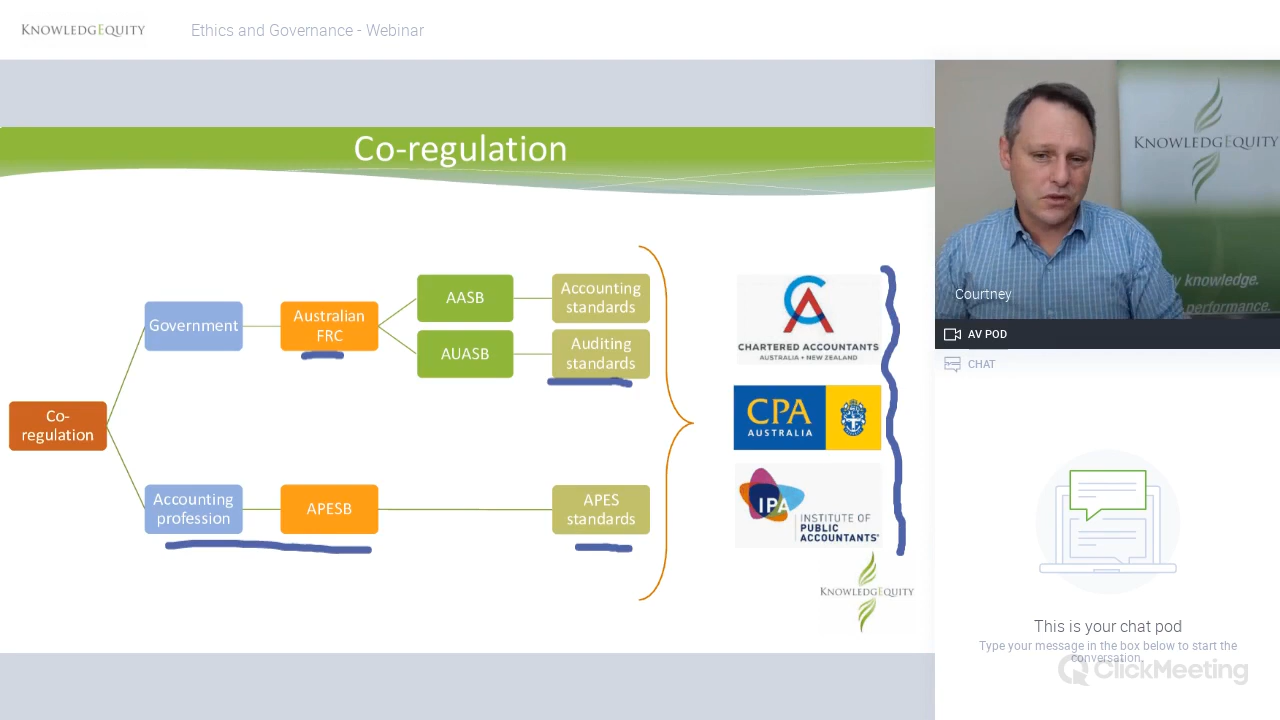 KNOWLEDGEQUITY
Ethics and Governance - Webinar
Co-regulation
Co-
regulation
Government
Australian
FRC
AASB
Accounting
standards
AUASB
Auditing
standards
Accounting
profession
APESB
APES
standards
CHARTERED ACCOUNTANTS
AUSTRALIA + NEW ZEALAND
CPA
AUSTRALIA
IPA
INSTITUTE OF
PUBLIC
ACCOUNTANTS
KNOWLEDGEQUITY
KNOWLEDGEQUITY
knowledge.
performance.
Courtney
AV POD
CHAT
This is your chat pod
Type your message in the box below to start the
conversation.
ClickMeeting